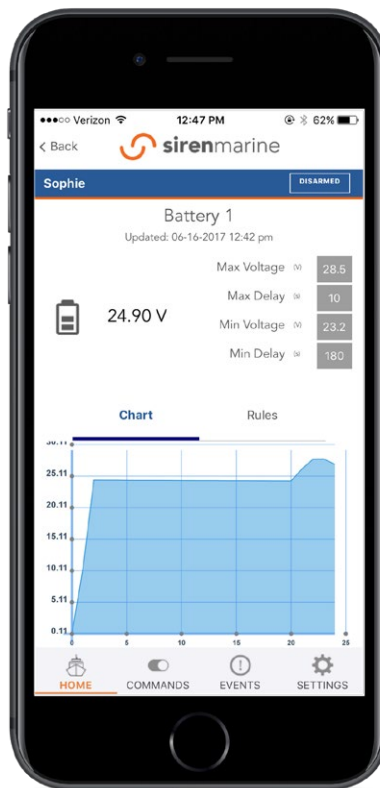 ●●●○○ Verizon 12:47 PM 62%
< Back sirenmarine
Sophie DISARMED
Battery 1
Updated: 06-16-2017 12:42 pm
Max Voltage (V) 28.5
Max Delay (s) 10
24.90 V
Min Voltage (V) 23.2
Min Delay (s) 180
Chart Rules
30.11
25.11
20.11
15.11
10.11
5.11
0.11
0 5 10 15 20 25
HOME COMMANDS EVENTS SETTINGS